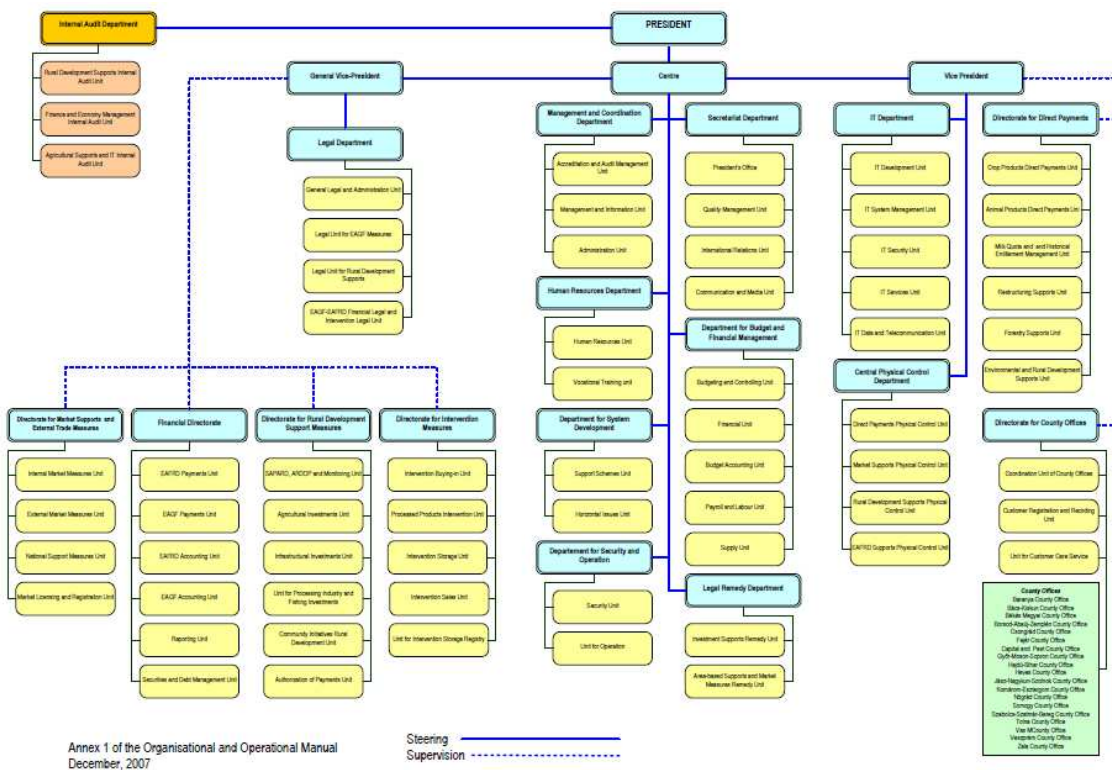 Internal Audit Department
PRESIDENT
Rural Development Supports Internal
Audit Unit
Finance and Economy Management
Internal Audit Unit
Agricultural Supports and IT Internal
Audit Unit
General Vice-President
Centre
Vice President
Legal Department
General Legal and Administration Unit
Legal Unit for EAGF Measures
Legal Unit for Rural Development
Supports
EAGF-EAFRD Financial Legal and
Intervention Legal Unit
Management and Coordination
Department
Accreditation and Audit Management
Unit
Management and Information Unit
Administration Unit
Human Resources Department
Human Resources Unit
Vocational Training unit
Department for System
Development
Support Schemes Unit
Horizontal Issues Unit
Departement for Security and
Operation
Security Unit
Unit for Operation
Secretariat Department
President's Office
Quality Management Unit
International Relations Unit
Communication and Media Unit
Department for Budget and
Financial Management
Budgeting and Controlling Unit
Financial Unit
Budget Accounting Unit
Payroll and Labour Unit
Supply Unit
Legal Remedy Department
Investment Supports Remedy Unit
Area-based Supports and Market
Measures Remedy Unit
IT Department
IT Development Unit
IT System Management Unit
IT Security Unit
IT Services Unit
IT Data and Telecommunication Unit
Central Physical Control
Department
Direct Payments Physical Control Unit
Market Supports Physical Control Unit
Rural Development Supports Physical
Control Unit
EAFRD Supports Physical Control Unit
Directorate for Direct Payments
Crop Products Direct Payments Unit
Animal Products Direct Payments Unit
Milk Quota and and Historical
Entitlement Management Unit
Restructuring Supports Unit
Forestry Supports Unit
Environmental and Rural Development
Supports Unit
Directorate for County Offices
Coordination Unit of County Offices
Customer Registration and Recording
Unit
Unit for Customer Care Service
County Offices
Baranya County Office
Bács-Kiskun County Office
Békés Megyei County Office
Borsod-Abaúj-Zemplén County Office
Csongrád County Office
Fejér County Office
Capital and Pest County Office
Győr-Moson-Sopron County Office
Hajdú-Bihar County Office
Heves County Office
Jász-Nagykun-Szolnok County Office
Komárom-Esztergom County Office
Nógrád County Office
Somogy County Office
Szabolcs-Szatmár-Bereg County Office
Tolna County Office
Vas MCounty Office
Veszprém County Office
Zala County Office
Directorate for Market Supports and
External Trade Measures
Internal Market Measures Unit
External Market Measures Unit
National Support Measures Unit
Market Licensing and Registration Unit
Financial Directorate
EAFRD Payments Unit
EAGF Payments Unit
EAFRD Accounting Unit
EAGF Accounting Unit
Reporting Unit
Securities and Debt Management Unit
Directorate for Rural Development
Support Measures
SAPARD, ARDOP and Monitoring Unit
Agricultural Investments Unit
Infrastructural Investments Unit
Unit for Processing Industry and
Fishing Investments
Community Initiatives Rural
Development Unit
Authorisation of Payments Unit
Directorate for Intervention
Measures
Intervention Buying-in Unit
Processed Products Intervention Unit
Intervention Storage Unit
Intervention Sales Unit
Unit for Intervention Storage Registry
Annex 1 of the Organisational and Operational Manual
December, 2007
Steering
Supervision